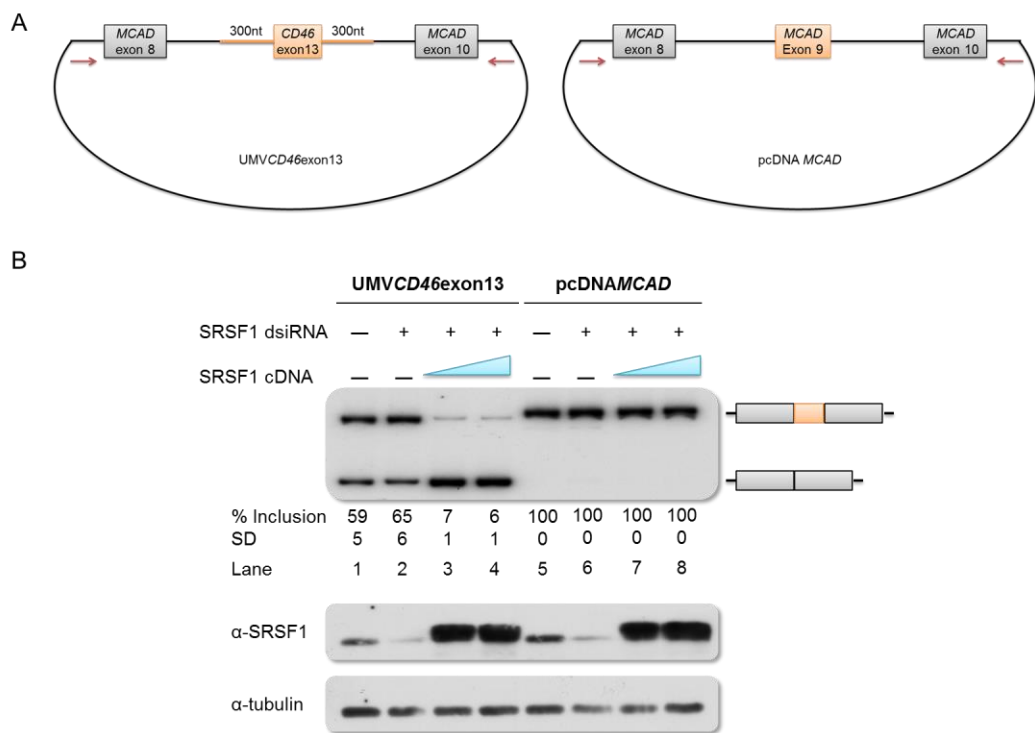 A
300nt
300nt
MCAD
exon 8
CD46
exon13
MCAD
exon 10
UMVCD46exon13
MCAD
exon 8
MCAD
Exon 9
MCAD
exon 10
pcDNA MCAD
B
UMVCD46exon13 pcDNAMCAD
SRSF1 dsiRNA — + + + — + + +
SRSF1 cDNA — — — —
% Inclusion 59 65 7 6 100 100 100 100
SD 5 6 1 1 0 0 0 0
Lane 1 2 3 4 5 6 7 8
α-SRSF1
α-tubulin